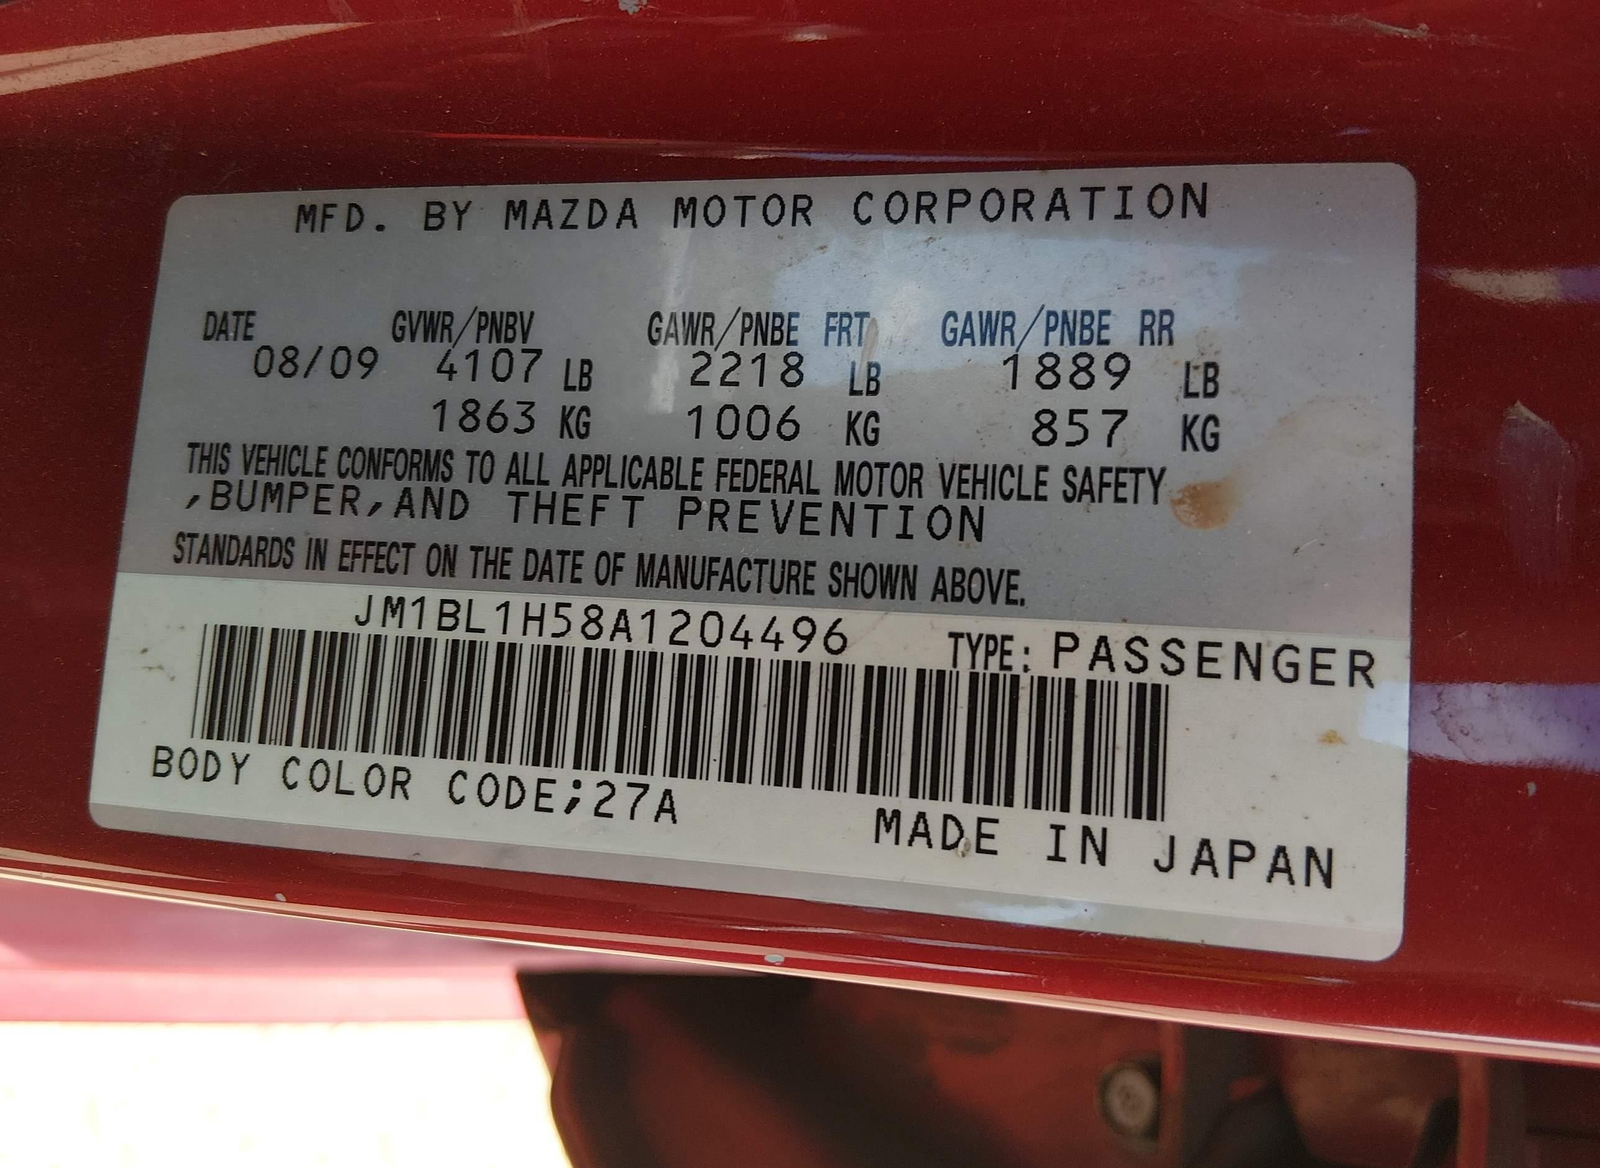 MFD. BY MAZDA MOTOR CORPORATION
DATE GVWR/PNBV GAWR/PNBE FRT GAWR/PNBE RR
08/09 4107 LB 2218 LB 1889 LB
1863 KG 1006 KG 857 KG
THIS VEHICLE CONFORMS TO ALL APPLICABLE FEDERAL MOTOR VEHICLE SAFETY
,BUMPER,AND THEFT PREVENTION
STANDARDS IN EFFECT ON THE DATE OF MANUFACTURE SHOWN ABOVE.
JM1BL1H58A1204496 TYPE: PASSENGER
BODY COLOR CODE;27A MADE IN JAPAN